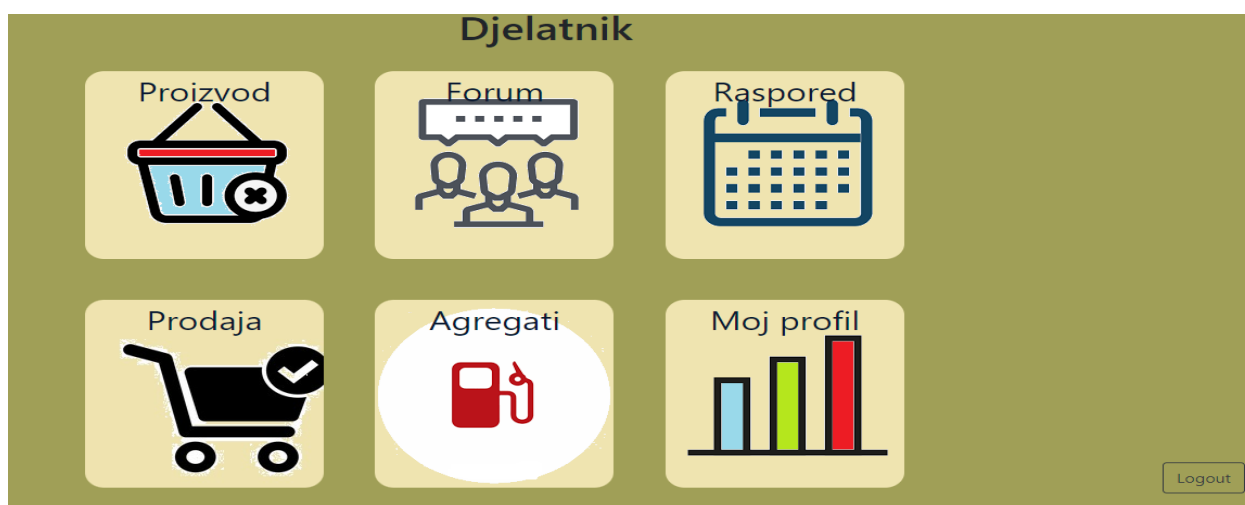 Djelatnik
Proizvod
Forum
Raspored
Prodaja
Agregati
Moj profil
Logout